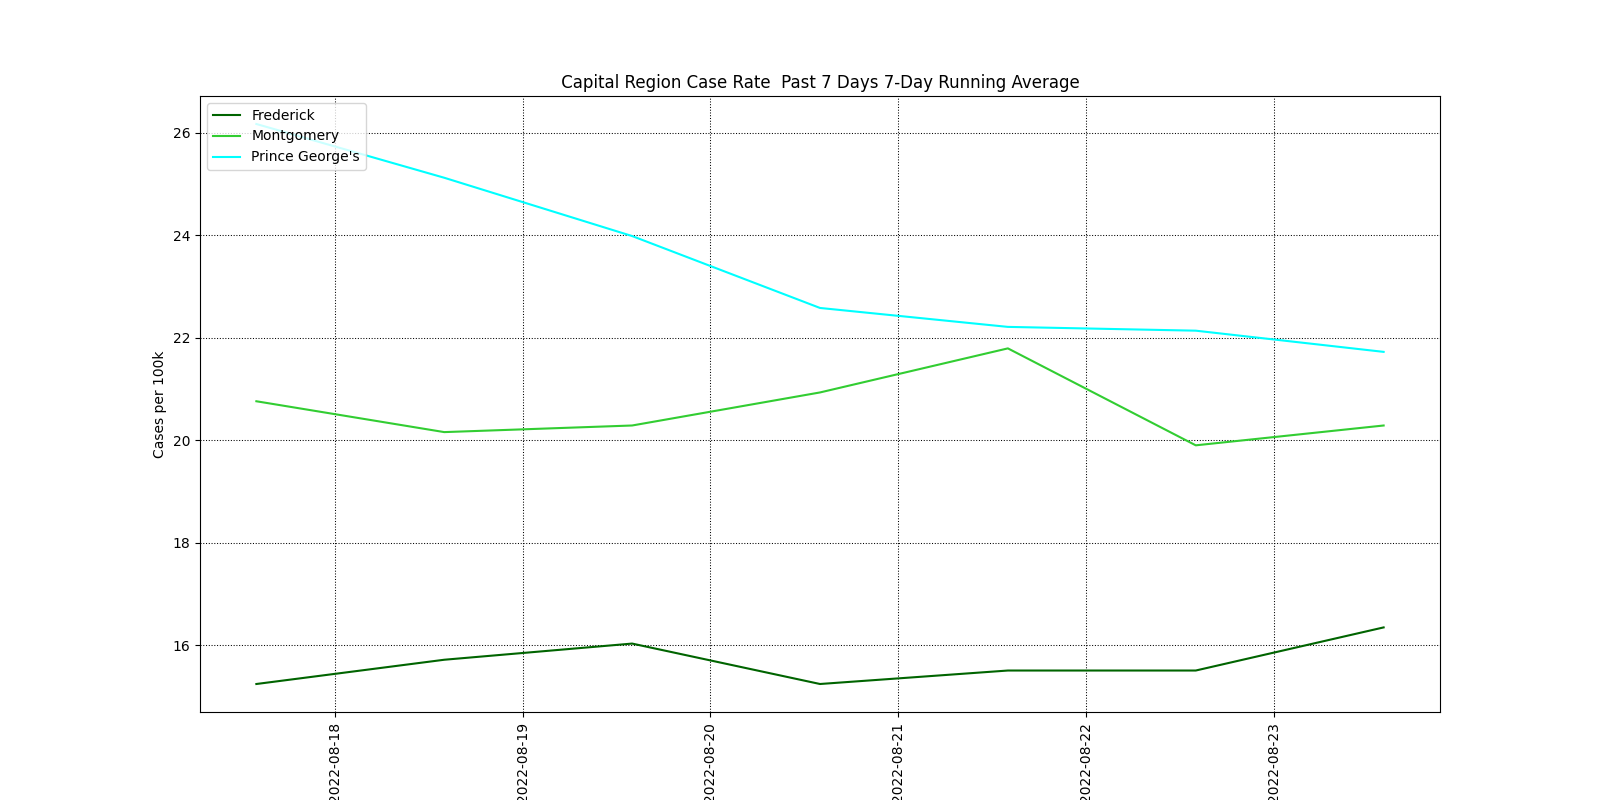 Capital Region Case Rate  Past 7 Days 7-Day Running Average
Frederick
Montgomery
Prince George's
26
24
22
20
18
16
Cases per 100k
2022-08-18
2022-08-19
2022-08-20
2022-08-21
2022-08-22
2022-08-23